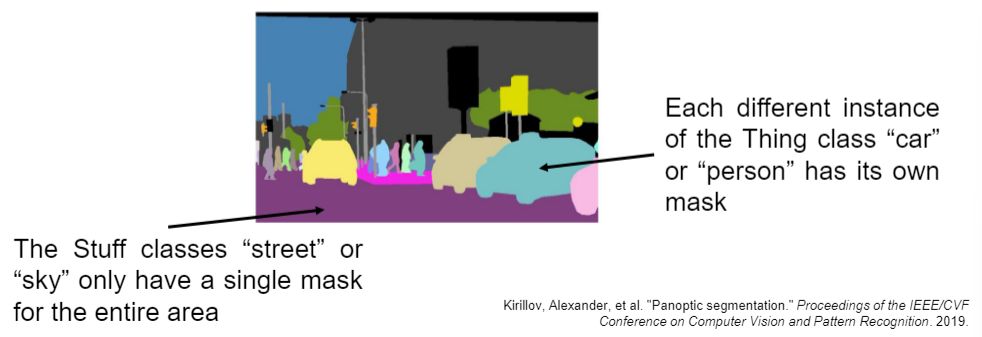 Each different instance
of the Thing class “car”
or “person” has its own
mask
The Stuff classes “street” or
“sky” only have a single mask
for the entire area
Kirillov, Alexander, et al. "Panoptic segmentation." Proceedings of the IEEE/CVF
Conference on Computer Vision and Pattern Recognition. 2019.